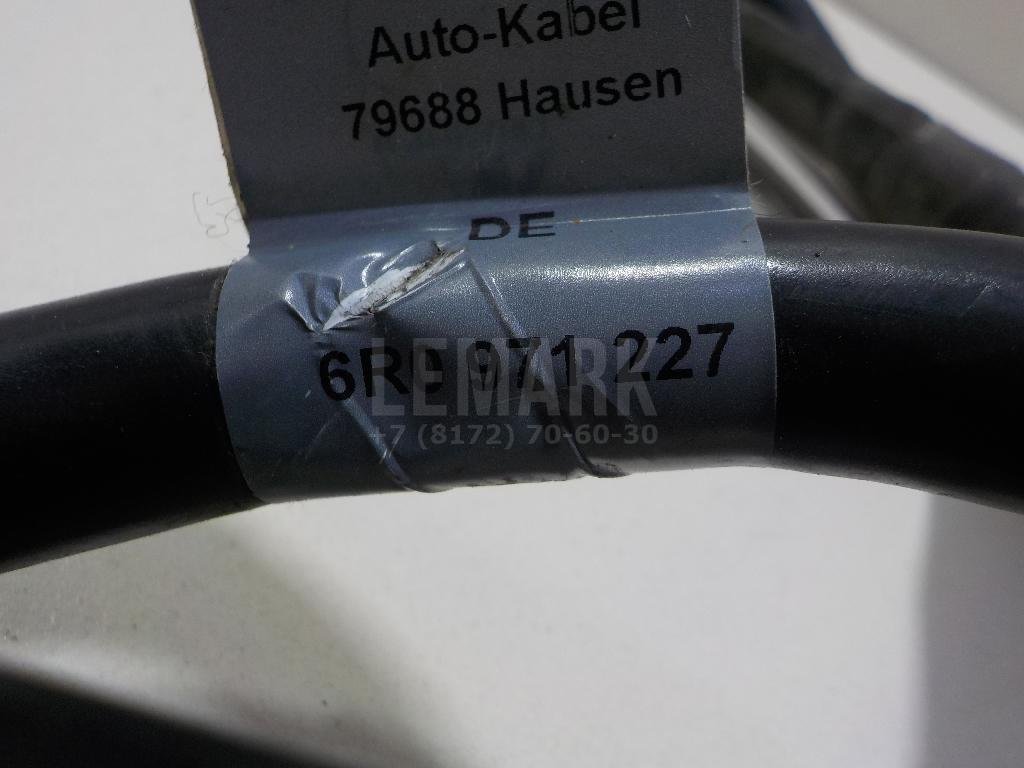 Auto-Kabel
79688 Hausen
DE
6R0 971 227
LEMARK
+7 (8172) 70-60-30